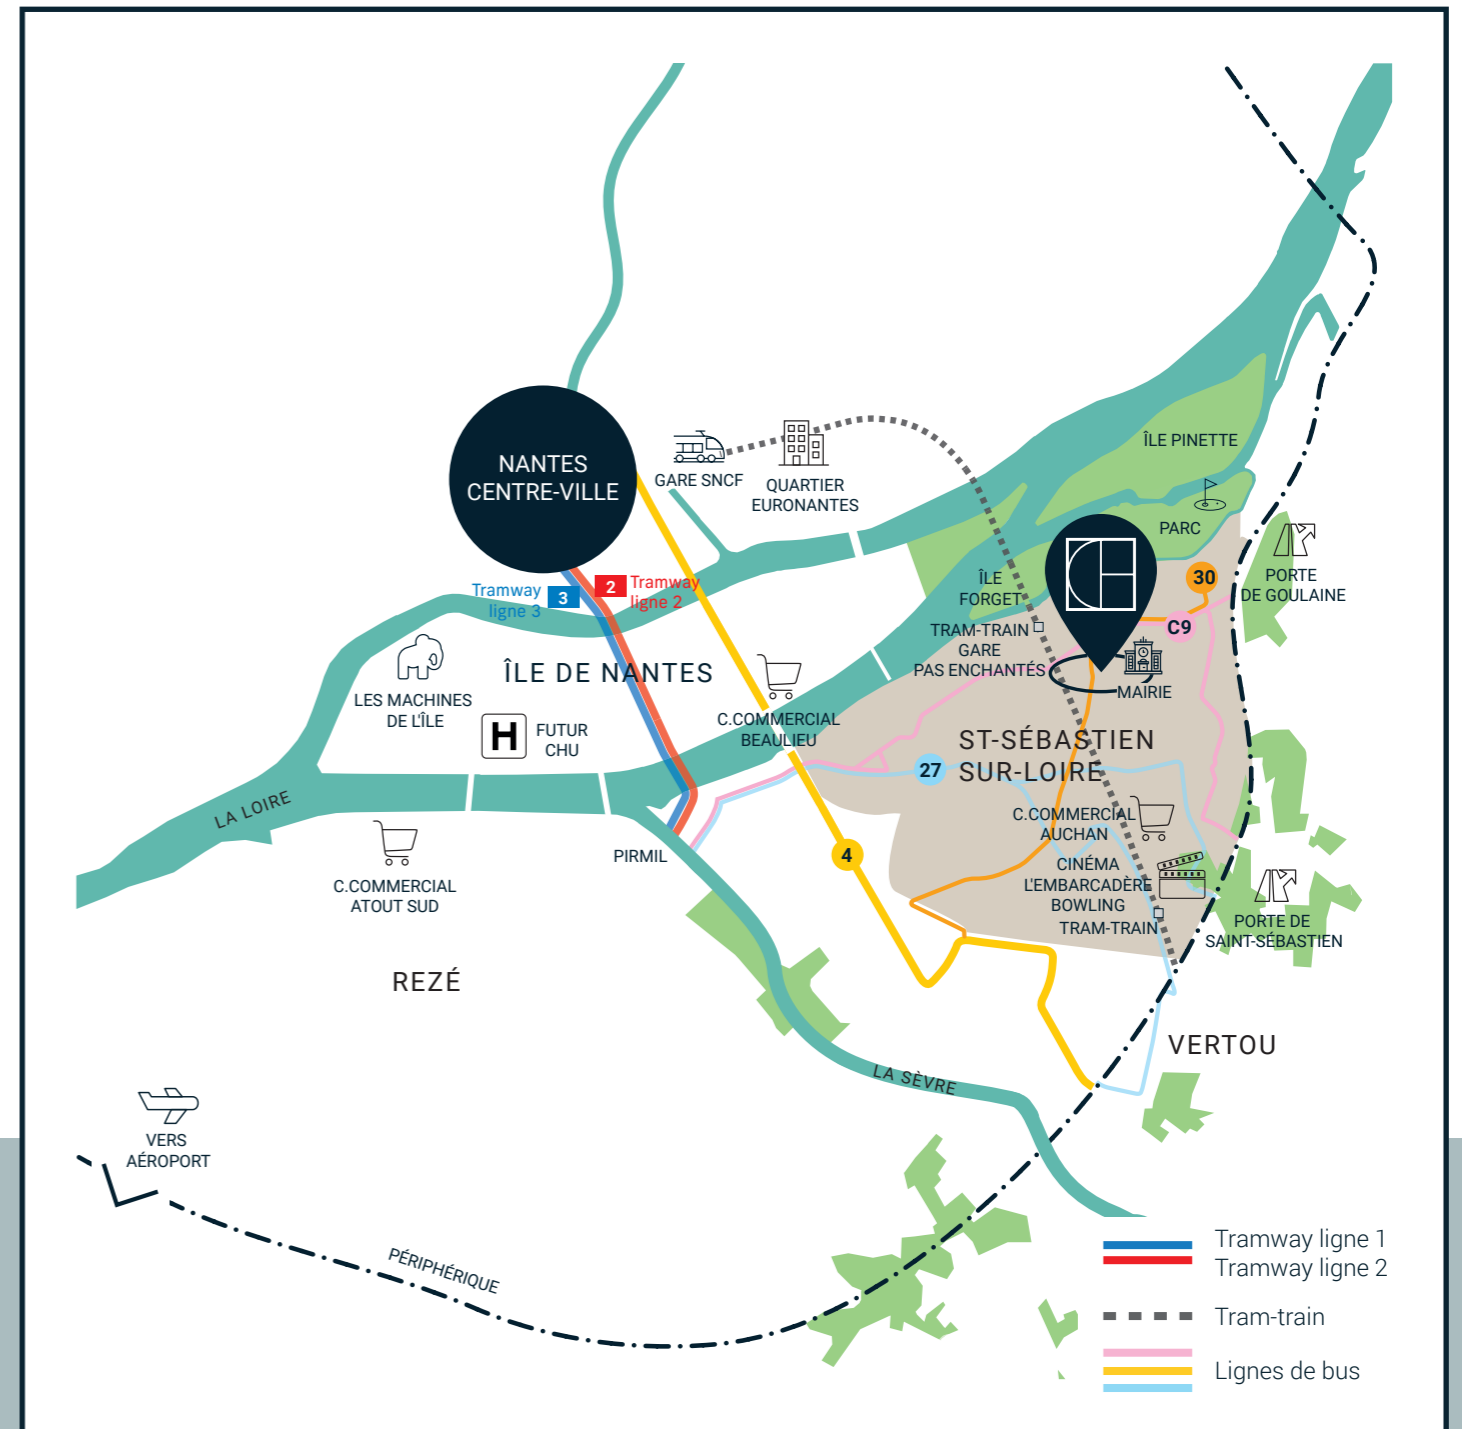 NANTES
CENTRE-VILLE
GARE SNCF
QUARTIER
EURONANTES
ÎLE PINETTE
PARC
PORTE
DE GOULAINE
30
C9
ÎLE
FORGET
TRAM-TRAIN
GARE
PAS ENCHANTÉS
MAIRIE
Tramway
ligne 3
3
2
Tramway
ligne 2
ÎLE DE NANTES
LES MACHINES
DE L'ÎLE
H
FUTUR
CHU
C.COMMERCIAL
BEAULIEU
ST-SÉBASTIEN
SUR-LOIRE
27
LA LOIRE
C.COMMERCIAL
AUCHAN
PIRMIL
4
C.COMMERCIAL
ATOUT SUD
CINÉMA
L'EMBARCADÈRE
BOWLING
TRAM-TRAIN
PORTE DE
SAINT-SÉBASTIEN
REZÉ
VERTOU
LA SÈVRE
VERS
AÉROPORT
PÉRIPHÉRIQUE
Tramway ligne 1
Tramway ligne 2
Tram-train
Lignes de bus